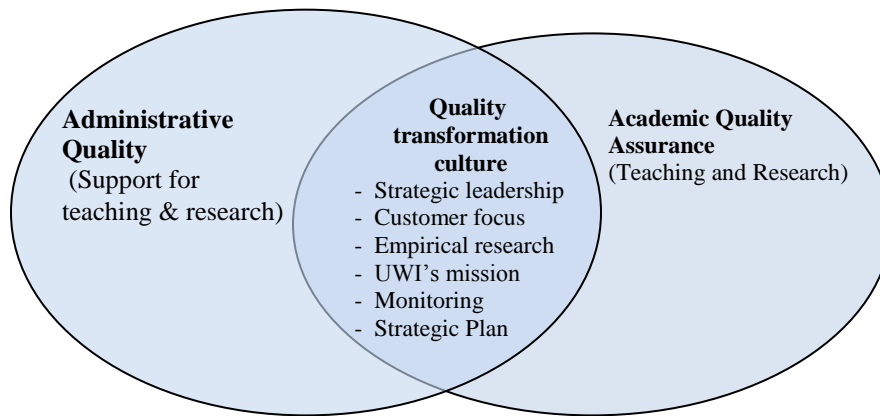 Administrative
Quality
(Support for
teaching & research)
Quality
transformation
culture
- Strategic leadership
- Customer focus
- Empirical research
- UWI's mission
- Monitoring
- Strategic Plan
Academic Quality
Assurance
(Teaching and Research)